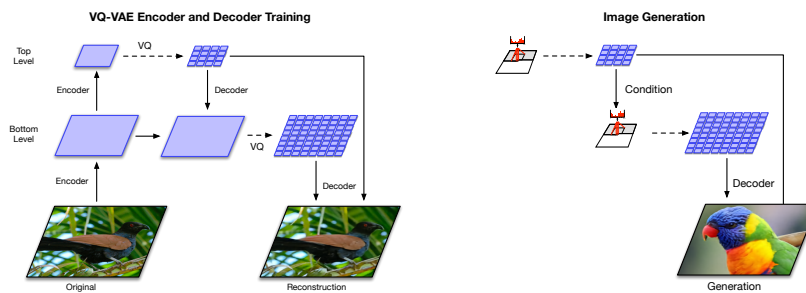 VQ-VAE Encoder and Decoder Training
Image Generation
Top
Level
VQ
Encoder
Decoder
Condition
Bottom
Level
VQ
Encoder
Decoder
Decoder
Original
Reconstruction
Generation